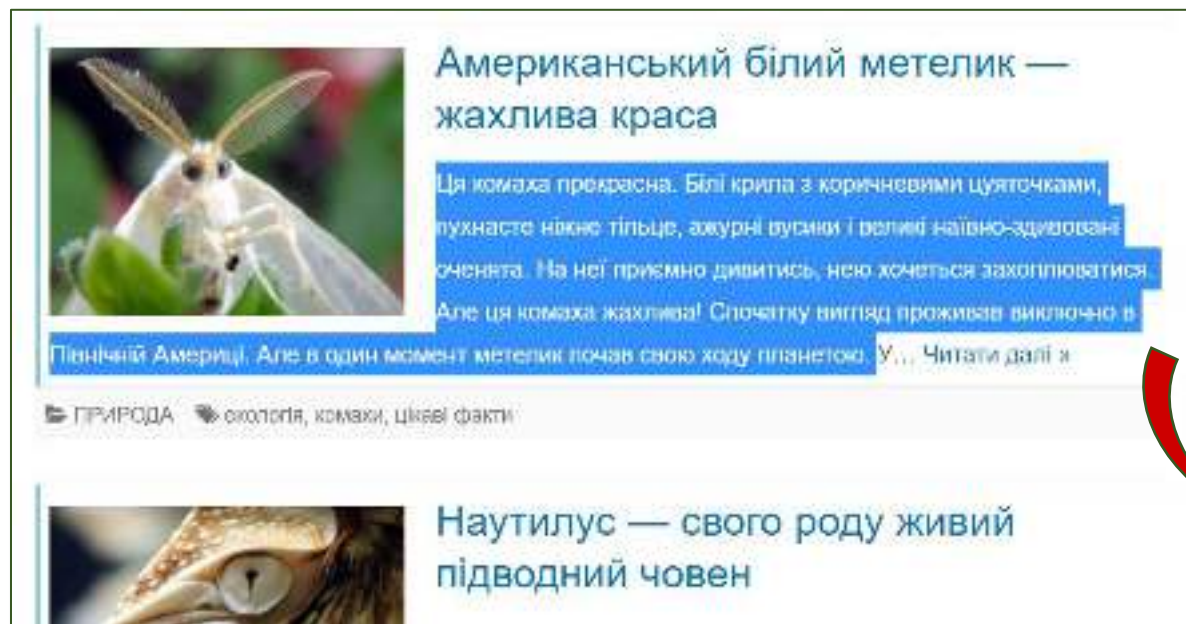 Американський білий метелик —
жахлива краса
Ця комаха прекрасна. Білі крила з коричневими цяточками,
пухнасте ніжне тільце, ажурні вусики і великі наївно-здивовані
оченята. На неї приємно дивитись, нею хочеться захоплюватися.
Але ця комаха жахлива! Спочатку вигляд проживав виключно в
Північній Америці. Але в один момент метелик почав свою ходу планетою. У… Читати далі »
ПРИРОДА екологія, комахи, цікаві факти
Наутилус — свого роду живий
підводний човен